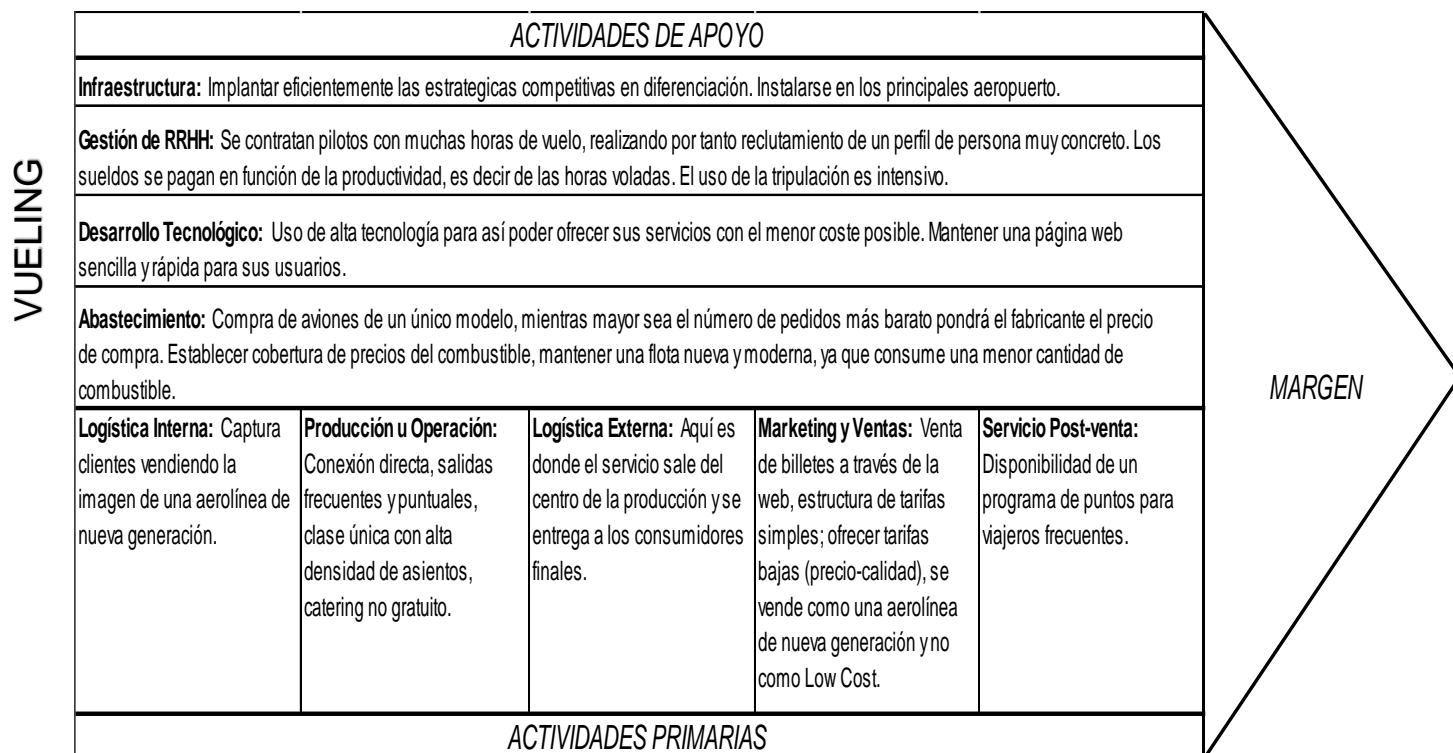 VUELING
ACTIVIDADES DE APOYO
Infraestructura: Implantar eficientemente las estrategicas competitivas en diferenciación. Instalarse en los principales aeropuerto.
Gestión de RRHH: Se contratan pilotos con muchas horas de vuelo, realizando por tanto reclutamiento de un perfil de persona muy concreto. Los
sueldos se pagan en función de la productividad, es decir de las horas voladas. El uso de la tripulación es intensivo.
Desarrollo Tecnológico: Uso de alta tecnología para así poder ofrecer sus servicios con el menor coste posible. Mantener una página web
sencilla y rápida para sus usuarios.
Abastecimiento: Compra de aviones de un único modelo, mientras mayor sea el número de pedidos más barato pondrá el fabricante el precio
de compra. Establecer cobertura de precios del combustible, mantener una flota nueva y moderna, ya que consume una menor cantidad de
combustible.
Logística Interna: Captura
clientes vendiendo la
imagen de una aerolínea de
nueva generación.
Producción u Operación:
Conexión directa, salidas
frecuentes y puntuales,
clase única con alta
densidad de asientos,
catering no gratuito.
Logística Externa: Aquí es
donde el servicio sale del
centro de la producción y se
entrega a los consumidores
finales.
Marketing y Ventas: Venta
de billetes a través de la
web, estructura de tarifas
simples; ofrecer tarifas
bajas (precio-calidad), se
vende como una aerolínea
de nueva generación y no
como Low Cost.
Servicio Post-venta:
Disponibilidad de un
programa de puntos para
viajeros frecuentes.
ACTIVIDADES PRIMARIAS
MARGEN